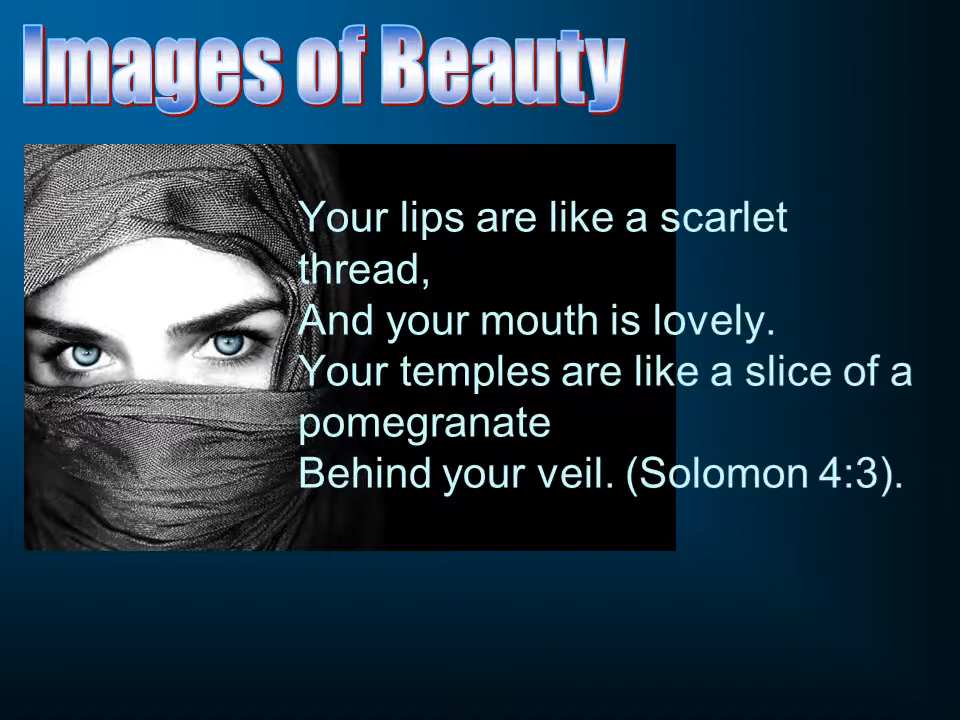 Images of Beauty
Your lips are like a scarlet
thread,
And your mouth is lovely.
Your temples are like a slice of a
pomegranate
Behind your veil. (Solomon 4:3).